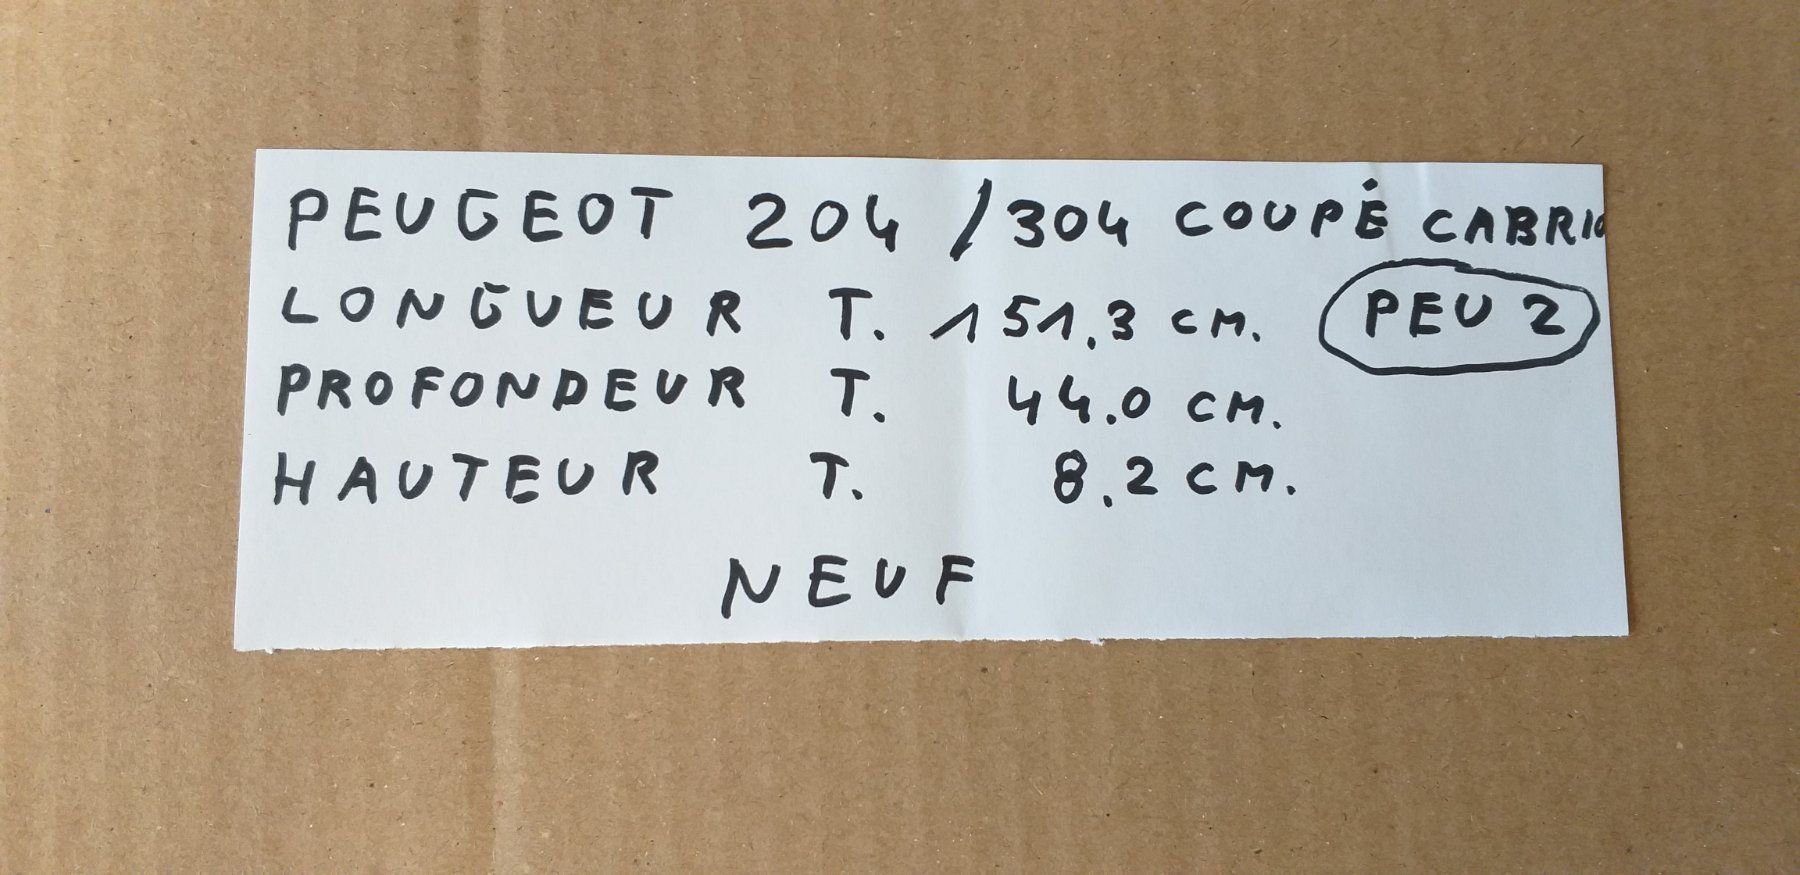 PEUGEOT 204 /304 COUPÉ CABRIO
LONGUEUR T. 151.3 CM. PEU 2
PROFONDEUR T. 44.0 CM.
HAUTEUR T. 8.2 CM.
NEUF